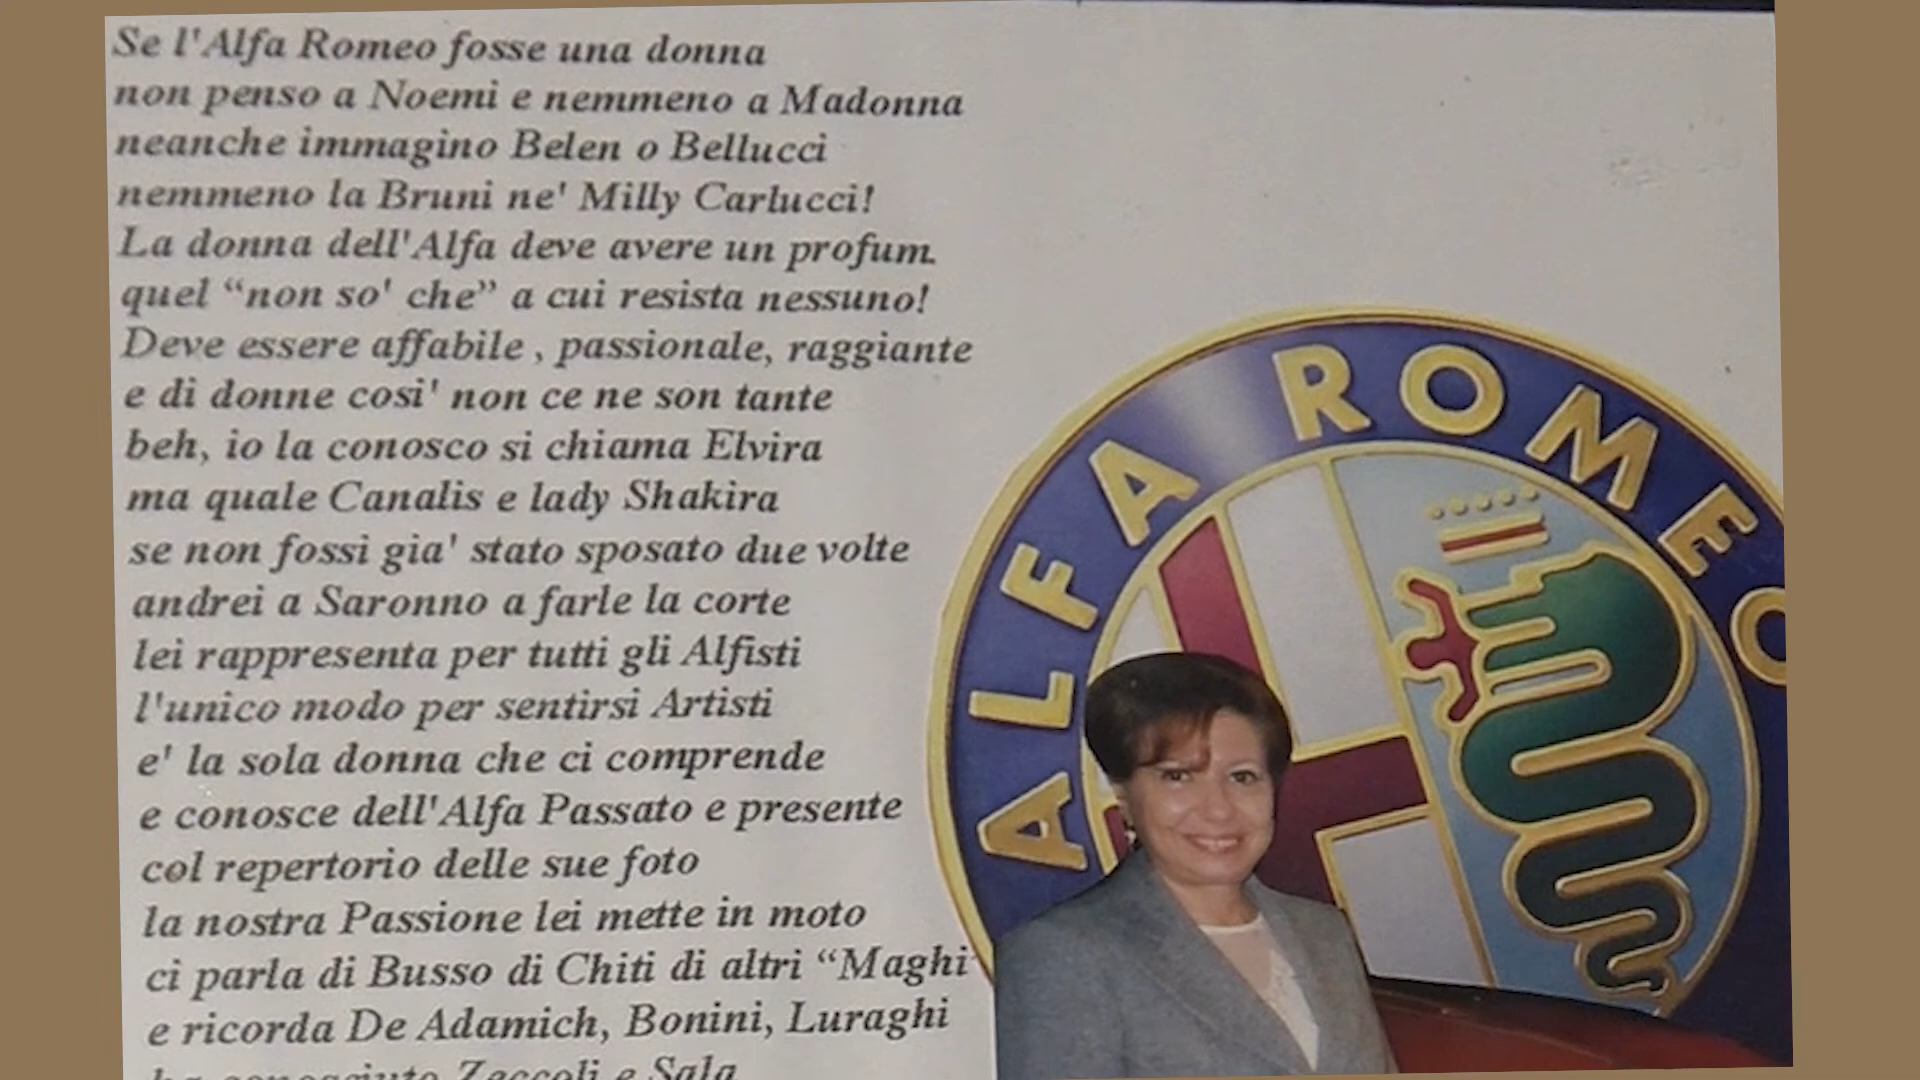 Se l'Alfa Romeo fosse una donna
non penso a Noemi e nemmeno a Madonna
neanche immagino Belen o Bellucci
nemmeno la Bruni ne' Milly Carlucci!
La donna dell'Alfa deve avere un profum
quel “non so' che” a cui resista nessuno!
Deve essere affabile , passionale, raggiante
e di donne cosi' non ce ne son tante
beh, io la conosco si chiama Elvira
ma quale Canalis e lady Shakira
se non fossi gia' stato sposato due volte
andrei a Saronno a farle la corte
lei rappresenta per tutti gli Alfisti
l'unico modo per sentirsi Artisti
e' la sola donna che ci comprende
e conosce dell'Alfa Passato e presente
col repertorio delle sue foto
la nostra Passione lei mette in moto
ci parla di Busso di Chiti di altri “Maghi
e ricorda De Adamich, Bonini, Luraghi
ha conosciuto Zeccoli e Sala
ALFA ROMEO